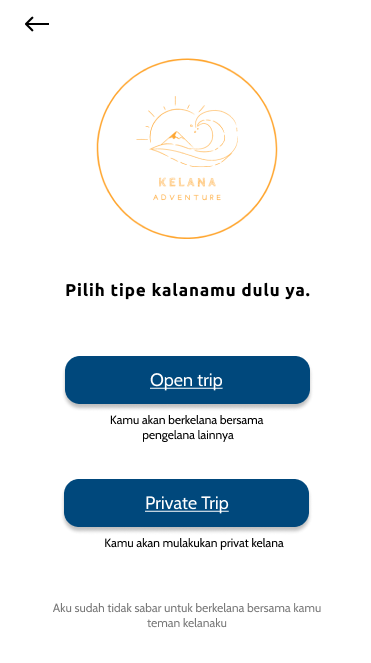 KELANA
ADVENTURE
Pilih tipe kalanamu dulu ya.
Open trip
Kamu akan berkelana bersama
pengelana lainnya
Private Trip
Kamu akan mulakukan privat kelana
Aku sudah tidak sabar untuk berkelana bersama kamu
teman kelanaku